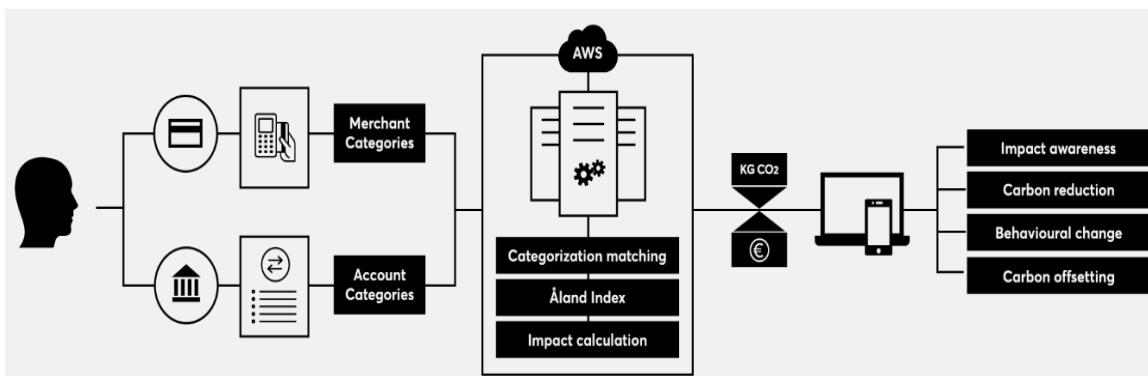 AWS
Merchant
Categories
Account
Categories
Categorization matching
Åland Index
Impact calculation
KG CO₂
€
Impact awareness
Carbon reduction
Behavioural change
Carbon offsetting